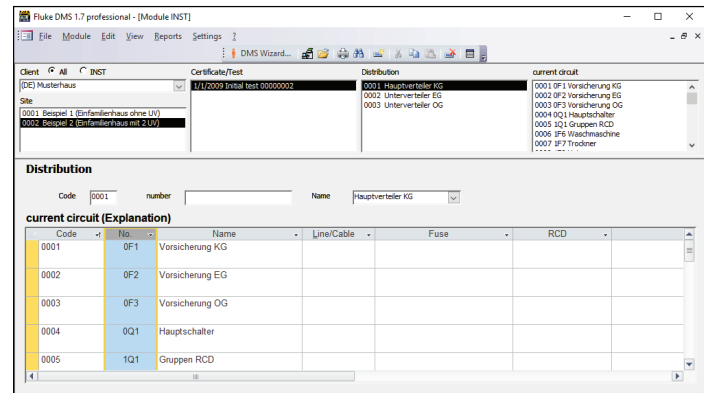 Fluke DMS 1.7 professional - [Module INST]
File Module Edit View Reports Settings ?
DMS Wizard...
Client All INST
(DE) Musterhaus
Site
0001 Beispiel 1 (Einfamilienhaus ohne UV)
0002 Beispiel 2 (Einfamilienhaus mit 2 UV)
Certificate/Test
1/1/2009 Initial test 00000002
Distribution
0001 Hauptverteiler KG
0002 Unterverteiler EG
0003 Unterverteiler OG
current circuit
0001 0F1 Vorsicherung KG
0002 0F2 Vorsicherung EG
0003 0F3 Vorsicherung OG
0004 0Q1 Hauptschalter
0005 1Q1 Gruppen RCD
0006 1F6 Waschmaschine
0007 1F7 Trockner
Distribution
Code 0001 number Name Hauptverteiler KG
current circuit (Explanation)
Code No. Name Line/Cable Fuse RCD
0001 0F1 Vorsicherung KG
0002 0F2 Vorsicherung EG
0003 0F3 Vorsicherung OG
0004 0Q1 Hauptschalter
0005 1Q1 Gruppen RCD